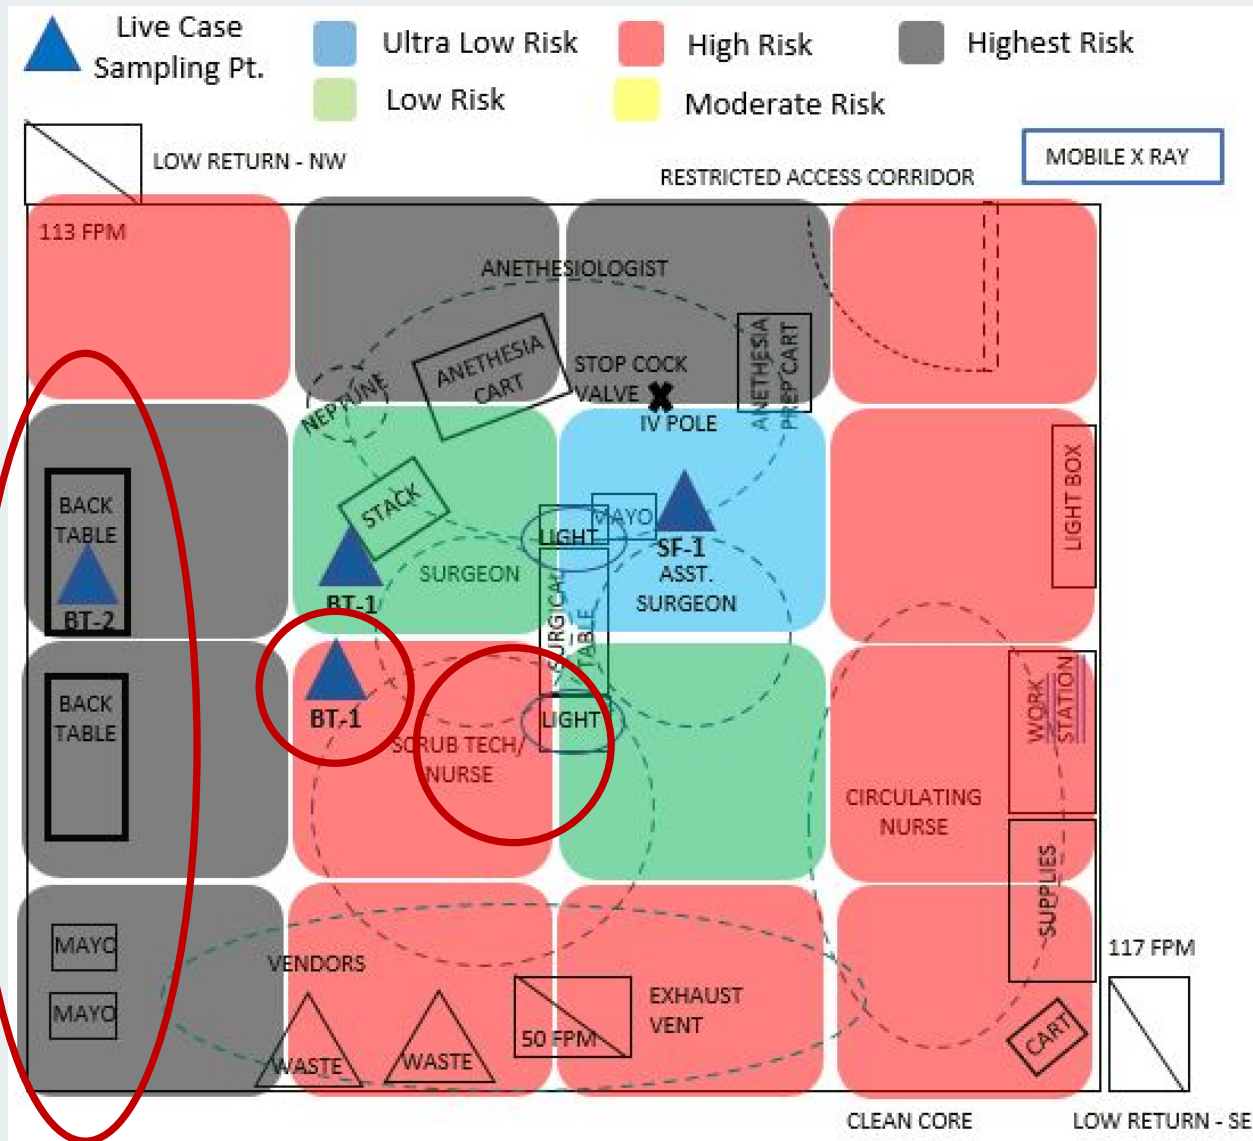 Live Case
Sampling Pt.
Ultra Low Risk
High Risk
Highest Risk
Low Risk
Moderate Risk
LOW RETURN - NW
MOBILE X RAY
RESTRICTED ACCESS CORRIDOR
113 FPM
ANETHESIOLOGIST
ANETHESIA
CART
STOP COCK
VALVE
ANETHESIA
PREP CART
NEPTUNE
IV POLE
BACK
TABLE
BT-2
STACK
BT-1
SURGEON
LIGHT
MAYO
SF-1
ASST.
SURGEON
LIGHT BOX
SURGICAL
TABLE
BACK
TABLE
BT-1
SCRUB TECH/
NURSE
LIGHT
WORK
STATION
CIRCULATING
NURSE
SUPPLIES
MAYO
MAYO
VENDORS
WASTE
WASTE
50 FPM
EXHAUST
VENT
117 FPM
CART
CLEAN CORE
LOW RETURN - SE